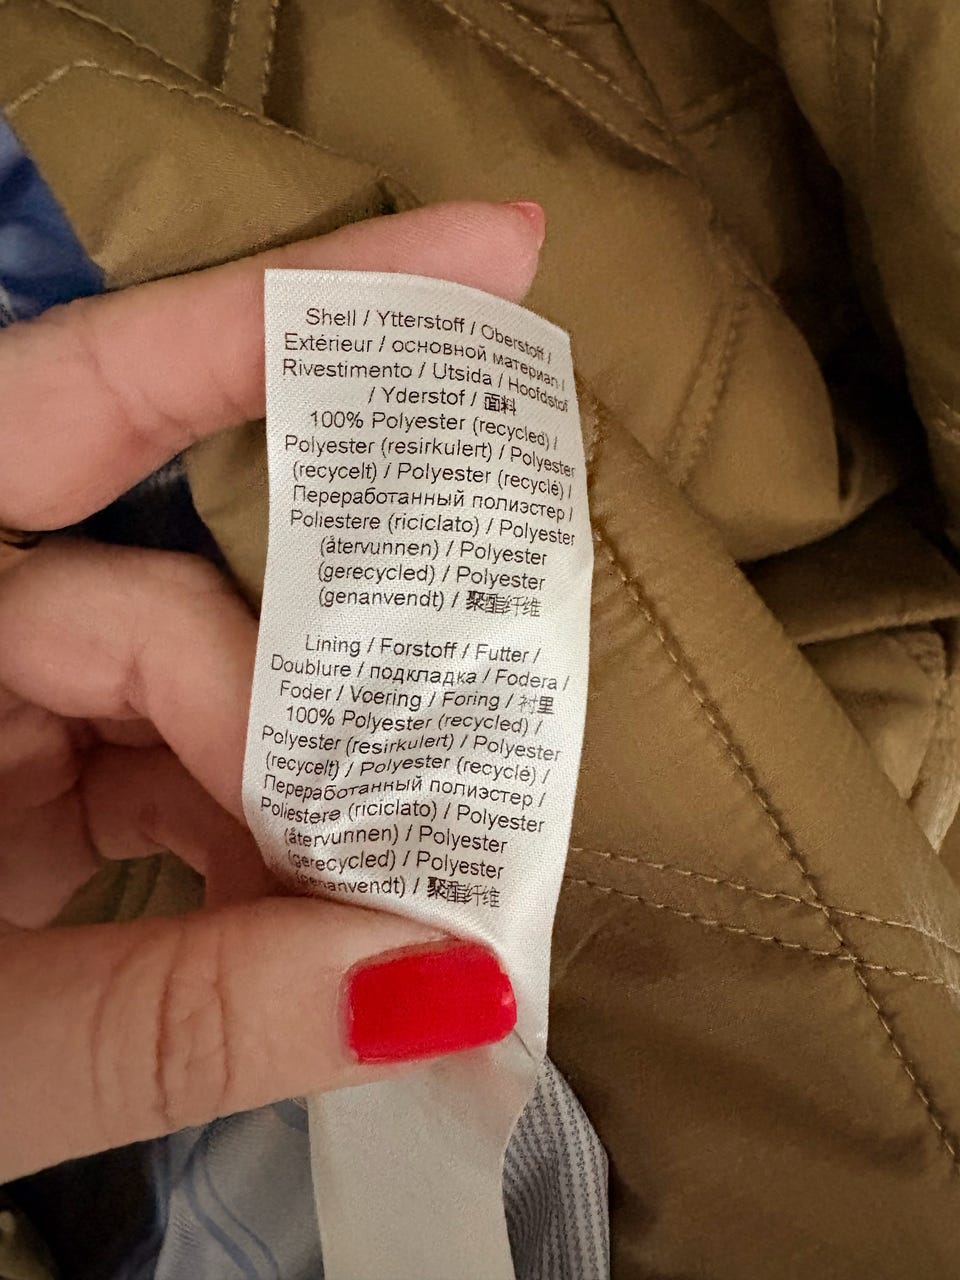 Shell / Ytterstoff / Oberstoff /
Extérieur / основной материал /
Rivestimento / Utsida / Hoofdstof
/ Yderstof / 面料
100% Polyester (recycled) /
Polyester (resirkulert) / Polyester
(recycelt) / Polyester (recyclé) /
Переработанный полиэстер /
Poliestere (riciclato) / Polyester
(återvunnen) / Polyester
(gerecycled) / Polyester
(genanvendt) / 聚酯纤维
Lining / Forstoff / Futter /
Doublure / подкладка / Fodera /
Foder / Voering / Foring / 衬里
100% Polyester (recycled) /
Polyester (resirkulert) / Polyester
(recycelt) / Polyester (recyclé) /
Переработанный полиэстер /
Poliestere (riciclato) / Polyester
(återvunnen) / Polyester
(gerecycled) / Polyester
(genanvendt) / 聚酯纤维